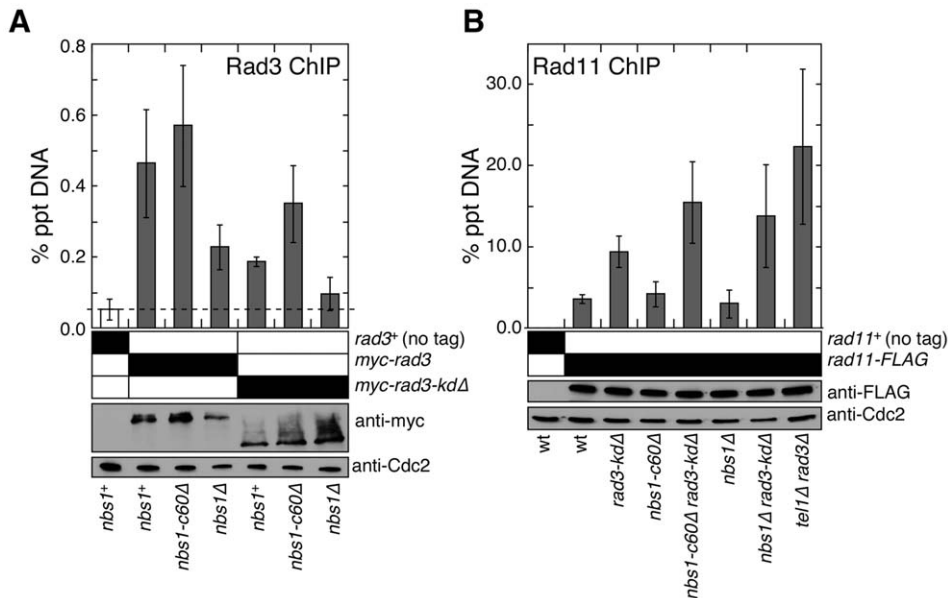 A
B
0.8
0.6
0.4
0.2
0.0
% ppt DNA
Rad3 ChIP
rad3+ (no tag)
myc-rad3
myc-rad3-kdΔ
anti-myc
anti-Cdc2
nbs1+
nbs1+
nbs1-c60Δ
nbs1Δ
nbs1+
nbs1-c60Δ
nbs1Δ
30.0
20.0
10.0
0.0
% ppt DNA
Rad11 ChIP
rad11+ (no tag)
rad11-FLAG
anti-FLAG
anti-Cdc2
wt
wt
rad3-kdΔ
nbs1-c60Δ
nbs1-c60Δ rad3-kdΔ
nbs1Δ
nbs1Δ rad3-kdΔ
tel1Δ rad3Δ